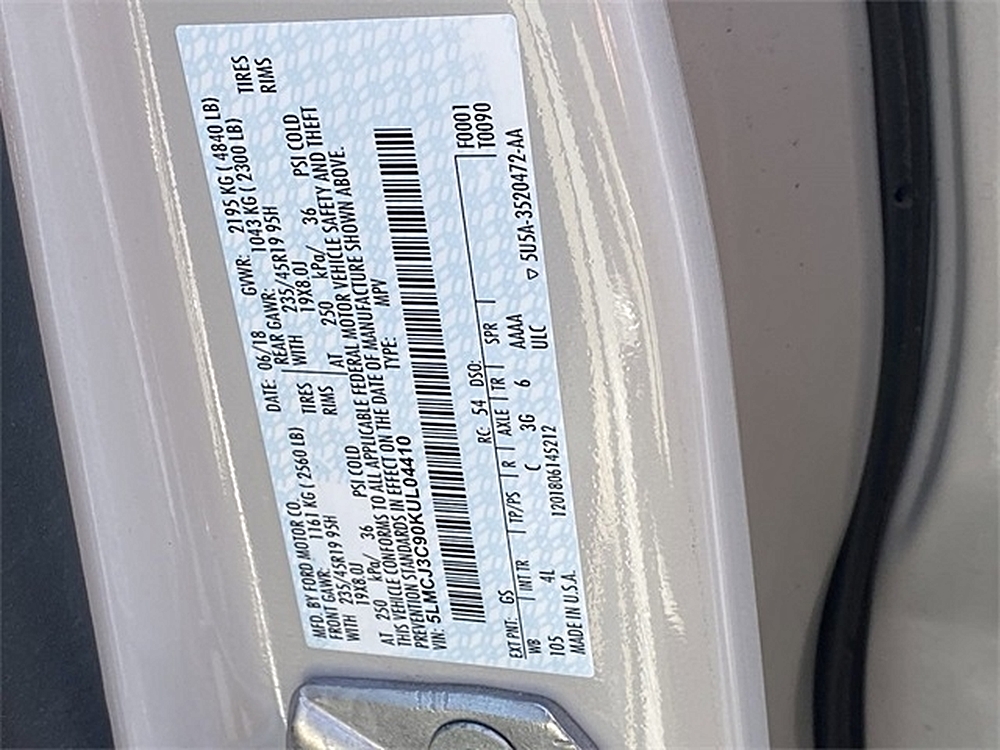 MFD. BY FORD MOTOR CO. DATE: 06/18 GVWR: 2195 KG ( 4840 LB)
FRONT GAWR: 1161 KG ( 2560 LB) REAR GAWR: 1043 KG ( 2300 LB)
WITH 235/45R19 95H TIRES WITH 235/45R19 95H TIRES
19X8.0J RIMS 19X8.0J RIMS
AT 250 kPa/ 36 PSI COLD AT 250 kPa/ 36 PSI COLD
THIS VEHICLE CONFORMS TO ALL APPLICABLE FEDERAL MOTOR VEHICLE SAFETY AND THEFT
PREVENTION STANDARDS IN EFFECT ON THE DATE OF MANUFACTURE SHOWN ABOVE.
VIN: 5LMCJ3C90KUL04410 TYPE: MPV
EXT PNT: GS RC: 54 DSO: F0001
WB INT TR TP/PS R AXLE TR SPR T0090
105 4L C 3G 6 AAAA ▽ 5U5A-3520472-AA
MADE IN U.S.A. 1201806145212 ULC